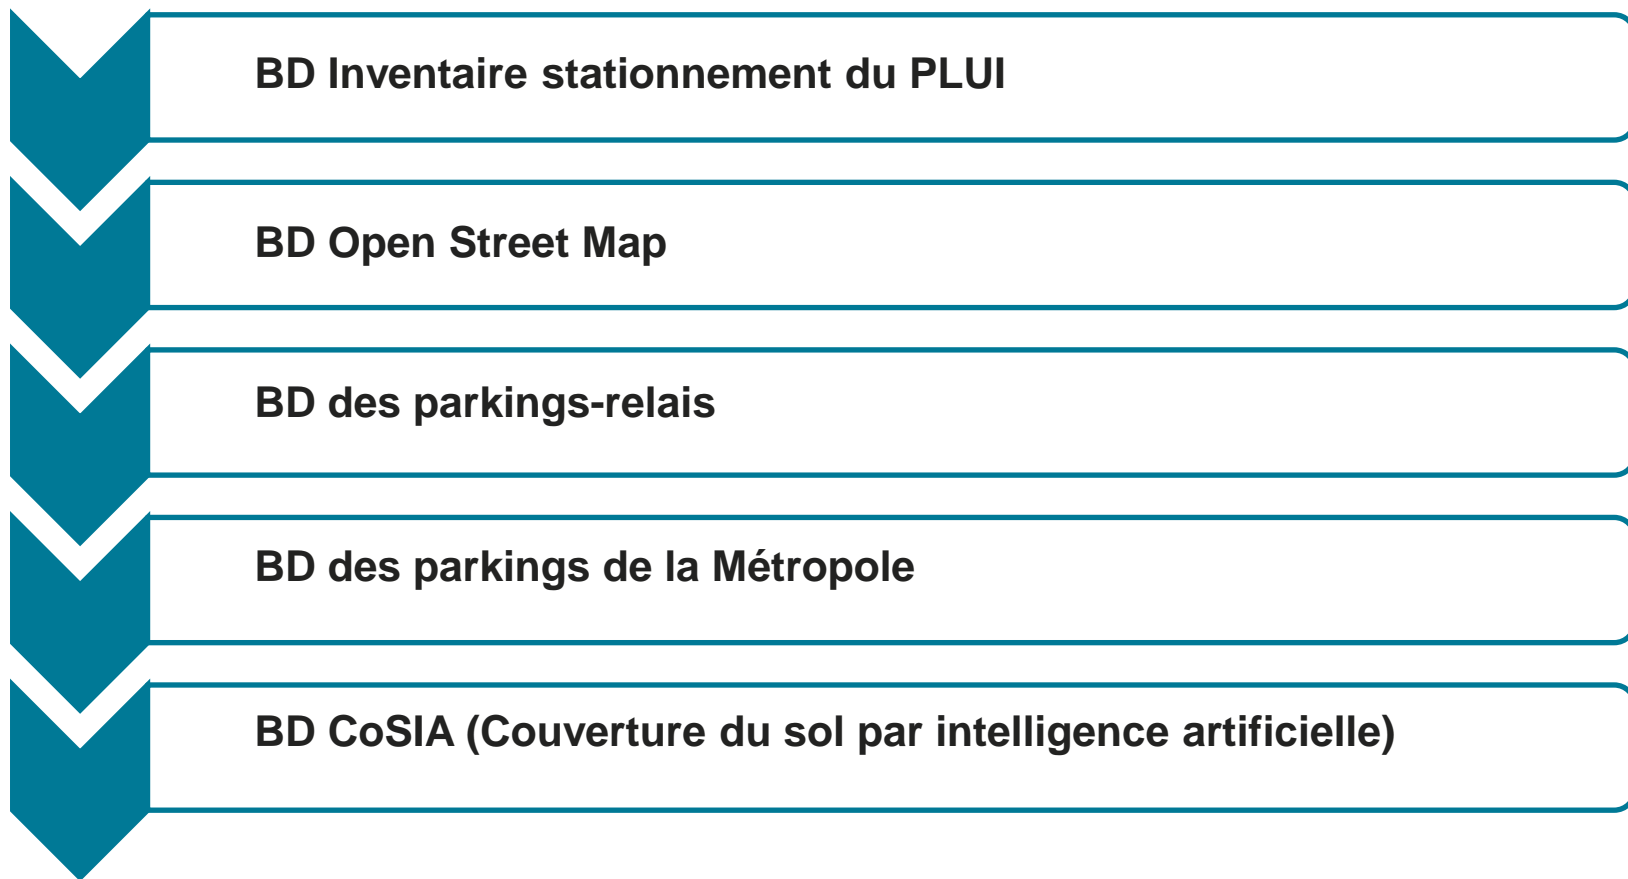 BD Inventaire stationnement du PLUI
BD Open Street Map
BD des parkings-relais
BD des parkings de la Métropole
BD CoSIA (Couverture du sol par intelligence artificielle)